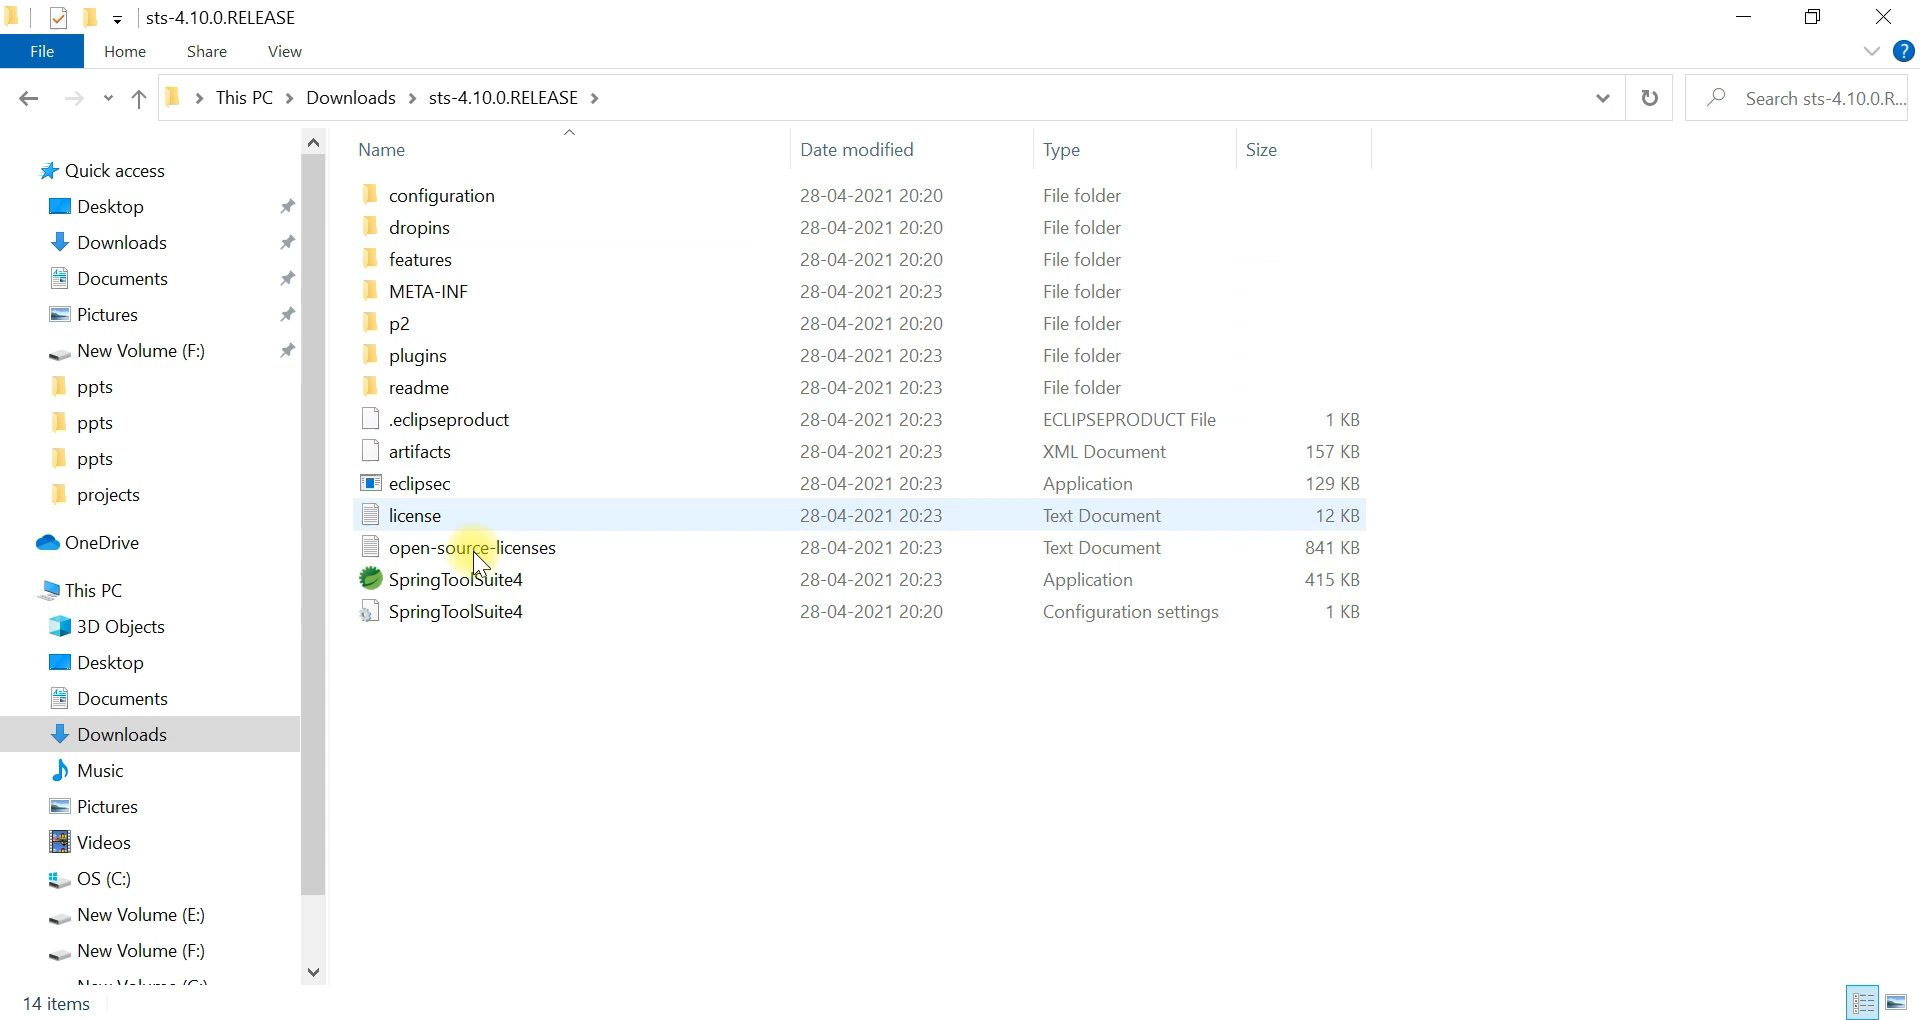 sts-4.10.0.RELEASE
File Home Share View
This PC Downloads sts-4.10.0.RELEASE Search sts-4.10.0.R...
Name Date modified Type Size
Quick access
Desktop
Downloads
Documents
Pictures
New Volume (F:)
ppts
ppts
ppts
projects
OneDrive
This PC
3D Objects
Desktop
Documents
Downloads
Music
Pictures
Videos
OS (C:)
New Volume (E:)
New Volume (F:)
configuration 28-04-2021 20:20 File folder
dropins 28-04-2021 20:20 File folder
features 28-04-2021 20:20 File folder
META-INF 28-04-2021 20:23 File folder
p2 28-04-2021 20:20 File folder
plugins 28-04-2021 20:23 File folder
readme 28-04-2021 20:23 File folder
.eclipseproduct 28-04-2021 20:23 ECLIPSEPRODUCT File 1 KB
artifacts 28-04-2021 20:23 XML Document 157 KB
eclipsec 28-04-2021 20:23 Application 129 KB
license 28-04-2021 20:23 Text Document 12 KB
open-source-licenses 28-04-2021 20:23 Text Document 841 KB
SpringToolSuite4 28-04-2021 20:23 Application 415 KB
SpringToolSuite4 28-04-2021 20:20 Configuration settings 1 KB
14 items